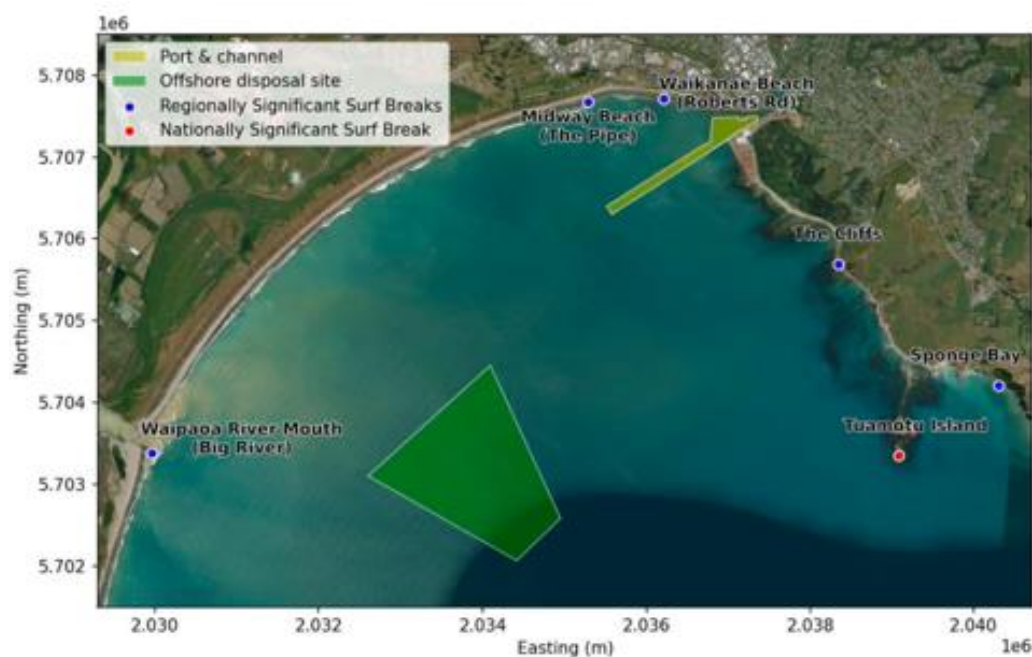 1e6
Port & channel
Offshore disposal site
Regionally Significant Surf Breaks
Nationally Significant Surf Break
Waikanae Beach
(Roberts Rd)
Midway Beach
(The Pipe)
The Cliffs
Sponge Bay
Tuamotu Island
Waipaoa River Mouth
(Big River)
Northing (m)
5.708
5.707
5.706
5.705
5.704
5.703
5.702
2.030
2.032
2.034
2.036
2.038
2.040
1e6
Easting (m)